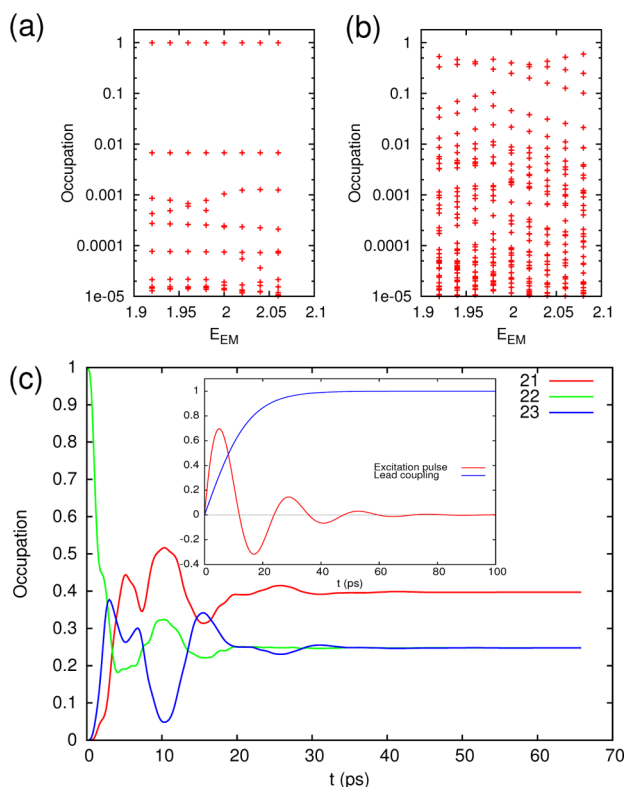 (a)
(b)
1
0.1
0.01
0.001
0.0001
1e-05
Occupation
1.9 1.95 2 2.05 2.1
E_EM
1
0.1
0.01
0.001
0.0001
1e-05
Occupation
1.9 1.95 2 2.05 2.1
E_EM
(c)
1
0.9
0.8
0.7
0.6
0.5
0.4
0.3
0.2
0.1
0
Occupation
0 10 20 30 40 50 60 70
t (ps)
21
22
23
1
0.8
0.6
0.4
0.2
0
-0.2
-0.4
0 20 40 60 80 100
t (ps)
Excitation pulse
Lead coupling